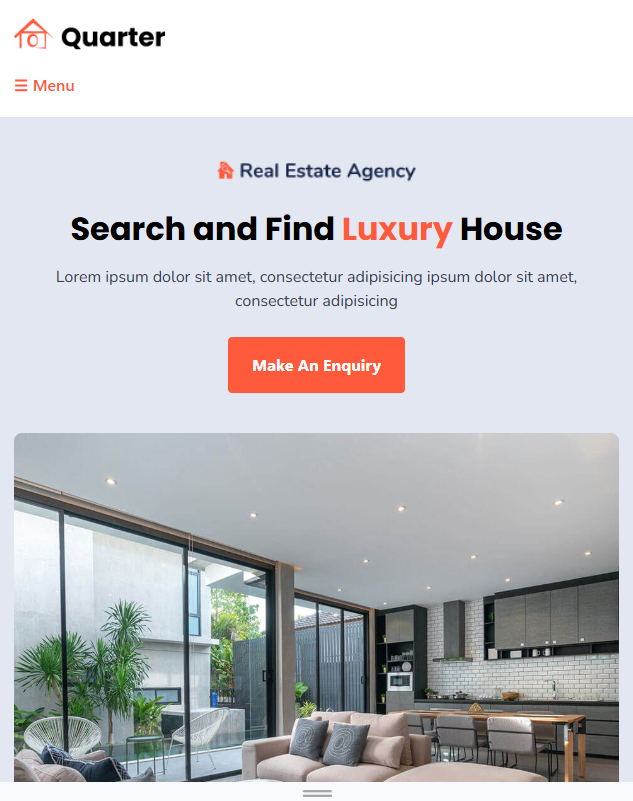 Quarter
☰ Menu
Real Estate Agency
Search and Find Luxury House
Lorem ipsum dolor sit amet, consectetur adipisicing ipsum dolor sit amet,
consectetur adipisicing
Make An Enquiry